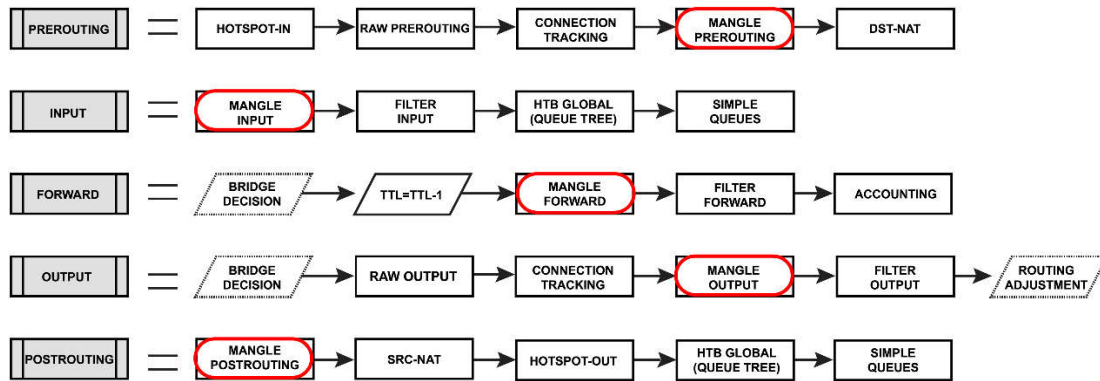 PREROUTING
HOTSPOT-IN
RAW PREROUTING
CONNECTION
TRACKING
MANGLE
PREROUTING
DST-NAT
INPUT
MANGLE
INPUT
FILTER
INPUT
HTB GLOBAL
(QUEUE TREE)
SIMPLE
QUEUES
FORWARD
BRIDGE
DECISION
TTL=TTL-1
MANGLE
FORWARD
FILTER
FORWARD
ACCOUNTING
OUTPUT
BRIDGE
DECISION
RAW OUTPUT
CONNECTION
TRACKING
MANGLE
OUTPUT
FILTER
OUTPUT
ROUTING
ADJUSTMENT
POSTROUTING
MANGLE
POSTROUTING
SRC-NAT
HOTSPOT-OUT
HTB GLOBAL
(QUEUE TREE)
SIMPLE
QUEUES